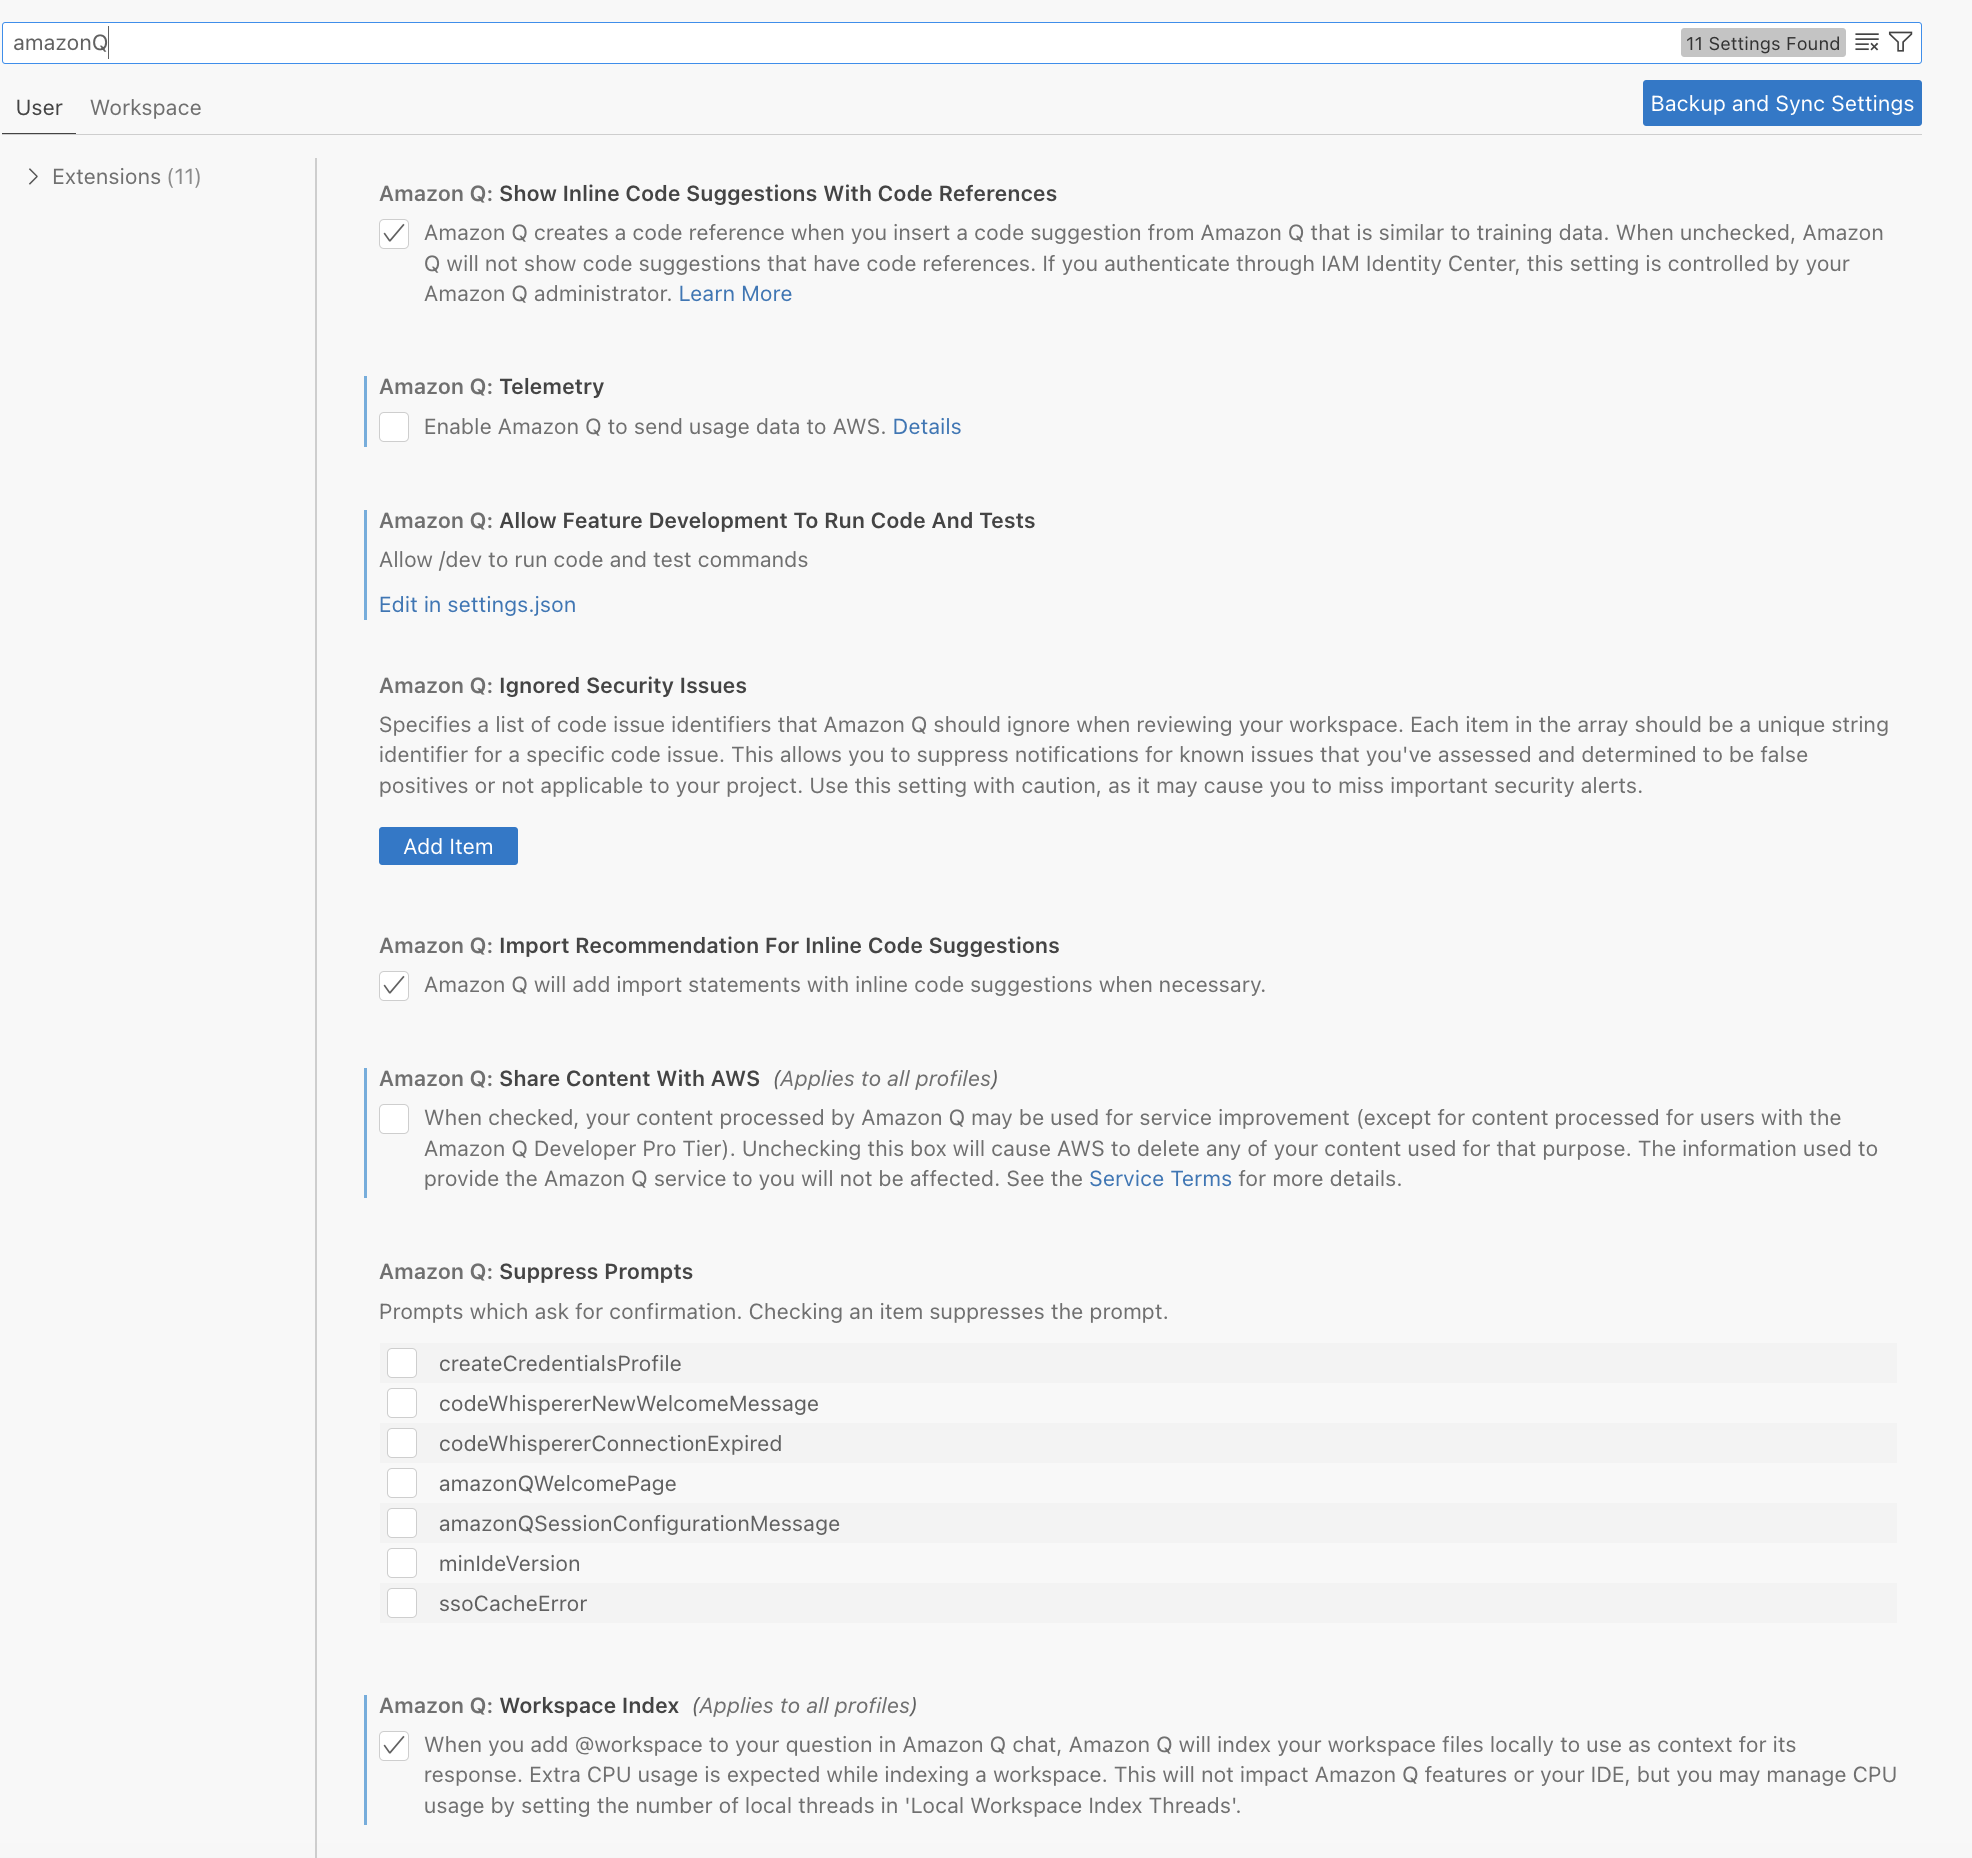 amazonQ
11 Settings Found
User
Workspace
Backup and Sync Settings
Extensions (11)
Amazon Q: Show Inline Code Suggestions With Code References
Amazon Q creates a code reference when you insert a code suggestion from Amazon Q that is similar to training data. When unchecked, Amazon
Q will not show code suggestions that have code references. If you authenticate through IAM Identity Center, this setting is controlled by your
Amazon Q administrator. Learn More
Amazon Q: Telemetry
Enable Amazon Q to send usage data to AWS. Details
Amazon Q: Allow Feature Development To Run Code And Tests
Allow /dev to run code and test commands
Edit in settings.json
Amazon Q: Ignored Security Issues
Specifies a list of code issue identifiers that Amazon Q should ignore when reviewing your workspace. Each item in the array should be a unique string
identifier for a specific code issue. This allows you to suppress notifications for known issues that you've assessed and determined to be false
positives or not applicable to your project. Use this setting with caution, as it may cause you to miss important security alerts.
Add Item
Amazon Q: Import Recommendation For Inline Code Suggestions
Amazon Q will add import statements with inline code suggestions when necessary.
Amazon Q: Share Content With AWS (Applies to all profiles)
When checked, your content processed by Amazon Q may be used for service improvement (except for content processed for users with the
Amazon Q Developer Pro Tier). Unchecking this box will cause AWS to delete any of your content used for that purpose. The information used to
provide the Amazon Q service to you will not be affected. See the Service Terms for more details.
Amazon Q: Suppress Prompts
Prompts which ask for confirmation. Checking an item suppresses the prompt.
createCredentialsProfile
codeWhispererNewWelcomeMessage
codeWhispererConnectionExpired
amazonQWelcomePage
amazonQSessionConfigurationMessage
minIdeVersion
ssoCacheError
Amazon Q: Workspace Index (Applies to all profiles)
When you add @workspace to your question in Amazon Q chat, Amazon Q will index your workspace files locally to use as context for its
response. Extra CPU usage is expected while indexing a workspace. This will not impact Amazon Q features or your IDE, but you may manage CPU
usage by setting the number of local threads in 'Local Workspace Index Threads'.